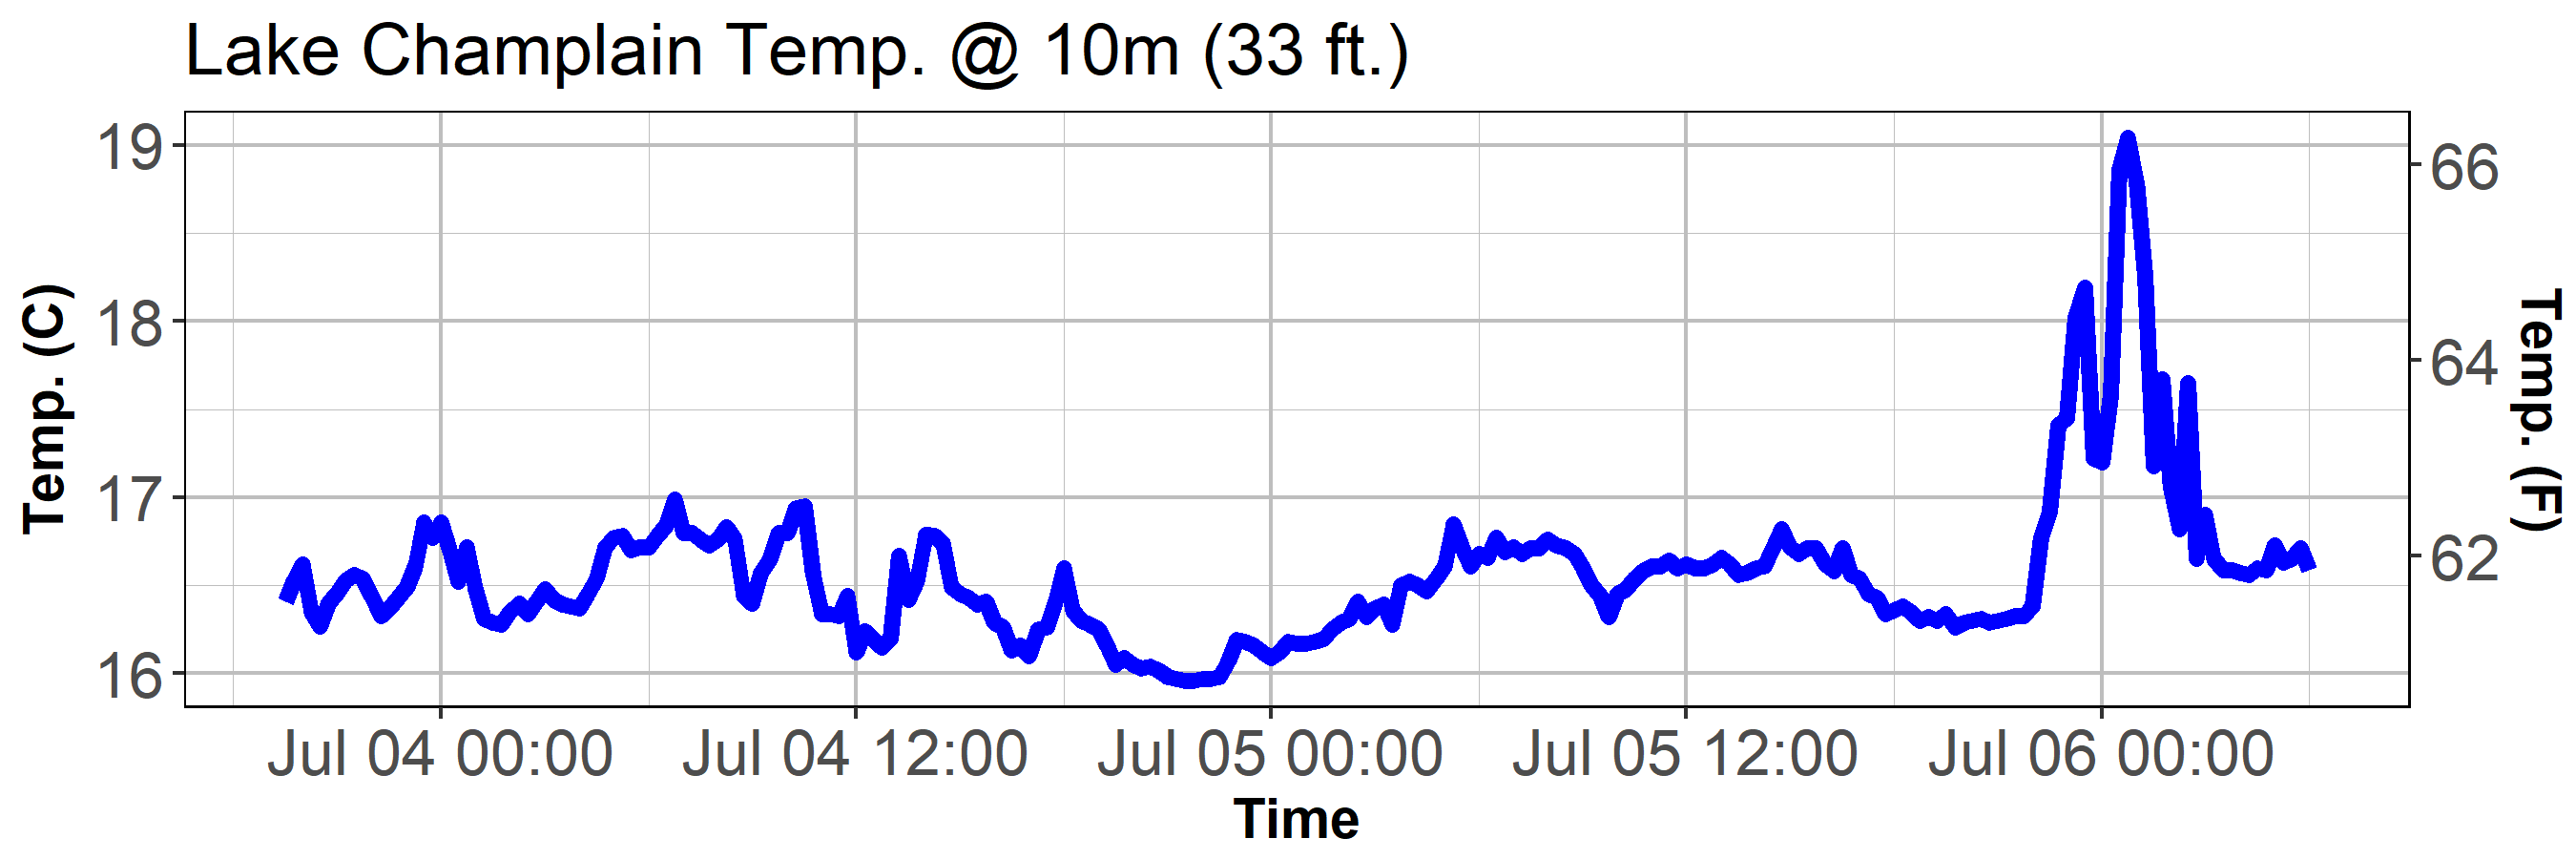 Lake Champlain Temp. @ 10m (33 ft.)
19
18
17
16
Temp. (C)
66
64
62
Temp. (F)
Jul 04 00:00 Jul 04 12:00 Jul 05 00:00 Jul 05 12:00 Jul 06 00:00
Time